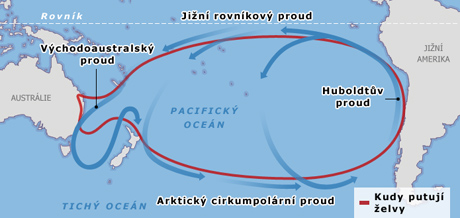 Rovník
Jižní rovníkový proud
Východoaustralský
proud
JIŽNÍ
AMERIKA
AUSTRÁLIE
Huboldtův
proud
PACIFICKÝ
OCEÁN
Arktický cirkumpolární proud
TICHÝ OCEÁN
Kudy putují
želvy